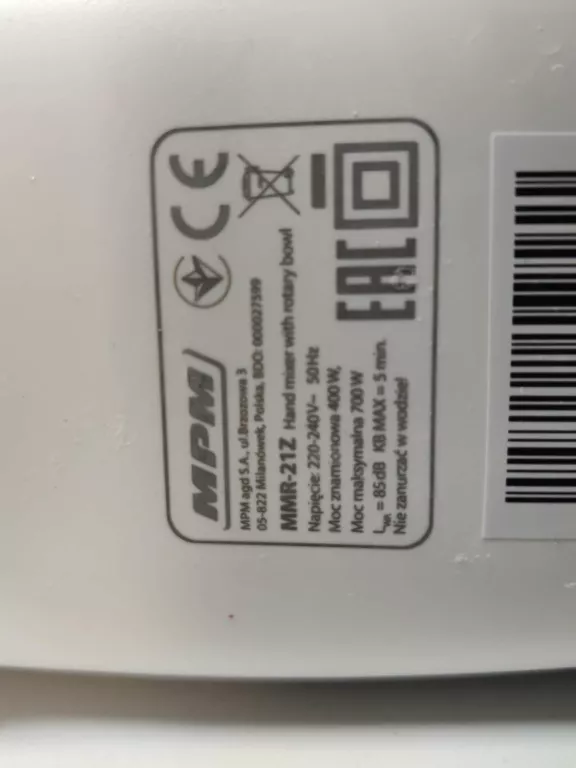 MPM
CE
MPM agd S.A., ul. Brzozowa 3
05-822 Milanówek, Polska, BDO: 000027599
MMR-21Z Hand mixer with rotary bowl
Napięcie: 220-240V~ 50Hz
Moc znamionowa 400W,
Moc maksymalna 700W
LWA = 85dB KB MAX = 5 min.
Nie zanurzać w wodzie!
EAC